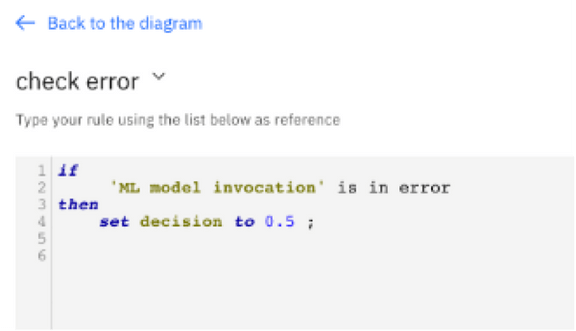 ← Back to the diagram
check error
Type your rule using the list below as reference
1 if
2 'ML model invocation' is in error
3 then
4 set decision to 0.5 ;
5
6